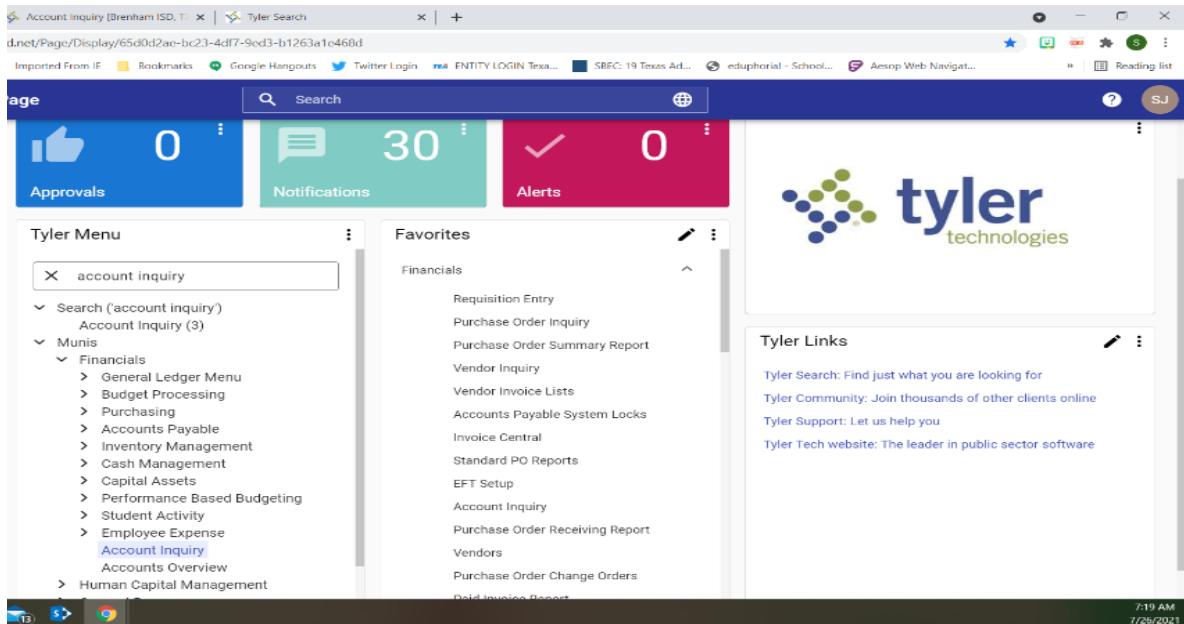 Account Inquiry [Brenham ISD, T
Tyler Search
d.net/Page/Display/65d0d2ae-bc23-4df7-9ed3-b1263a1e468d
S
Imported From IE
Bookmarks
Google Hangouts
Twitter Login
TEA
ENTITY LOGIN Texa...
SBEC: 19 Texas Ad...
eduphorial - School...
Aesop Web Navigat...
»
Reading list
Page
Search
SJ
0
30
0
Approvals
Notifications
Alerts
tyler
technologies
Tyler Menu
account inquiry
Search ('account inquiry')
Account Inquiry (3)
Munis
Financials
General Ledger Menu
Budget Processing
Purchasing
Accounts Payable
Inventory Management
Cash Management
Capital Assets
Performance Based Budgeting
Student Activity
Employee Expense
Account Inquiry
Accounts Overview
Human Capital Management
Favorites
Financials
Requisition Entry
Purchase Order Inquiry
Purchase Order Summary Report
Vendor Inquiry
Vendor Invoice Lists
Accounts Payable System Locks
Invoice Central
Standard PO Reports
EFT Setup
Account Inquiry
Purchase Order Receiving Report
Vendors
Purchase Order Change Orders
Paid Invoice Report
Tyler Links
Tyler Search: Find just what you are looking for
Tyler Community: Join thousands of other clients online
Tyler Support: Let us help you
Tyler Tech website: The leader in public sector software
13
7:19 AM
7/26/2021